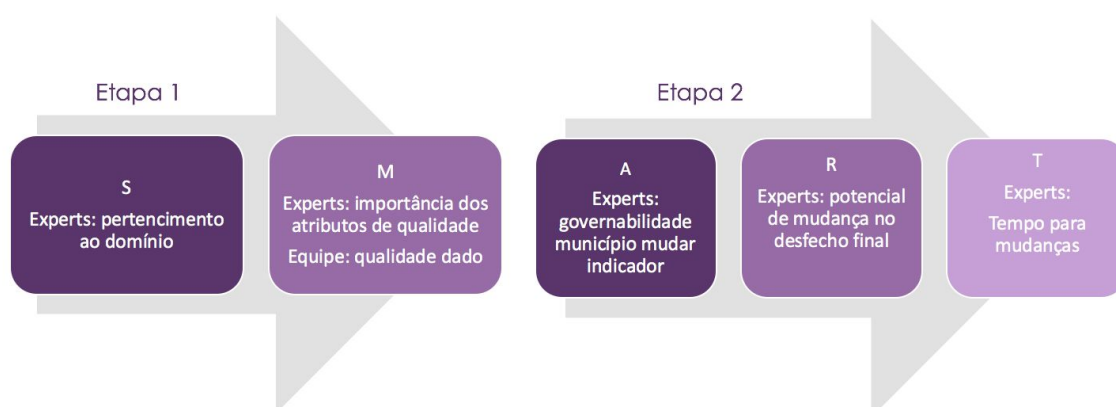 Etapa 1
S
Experts: pertencimento
ao domínio
M
Experts: importância dos
atributos de qualidade
Equipe: qualidade dado
Etapa 2
A
Experts:
governabilidade
município mudar
indicador
R
Experts: potencial
de mudança no
desfecho final
T
Experts:
Tempo para
mudanças